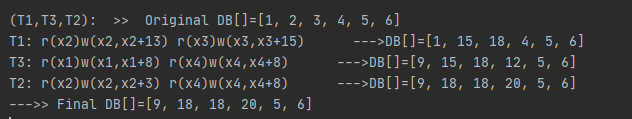 (T1,T3,T2):  >>  Original DB[]=[1, 2, 3, 4, 5, 6]
T1: r(x2)w(x2,x2+13) r(x3)w(x3,x3+15)      --->DB[]=[1, 15, 18, 4, 5, 6]
T3: r(x1)w(x1,x1+8) r(x4)w(x4,x4+8)      --->DB[]=[9, 15, 18, 12, 5, 6]
T2: r(x2)w(x2,x2+3) r(x4)w(x4,x4+8)      --->DB[]=[9, 18, 18, 20, 5, 6]
--->> Final DB[]=[9, 18, 18, 20, 5, 6]